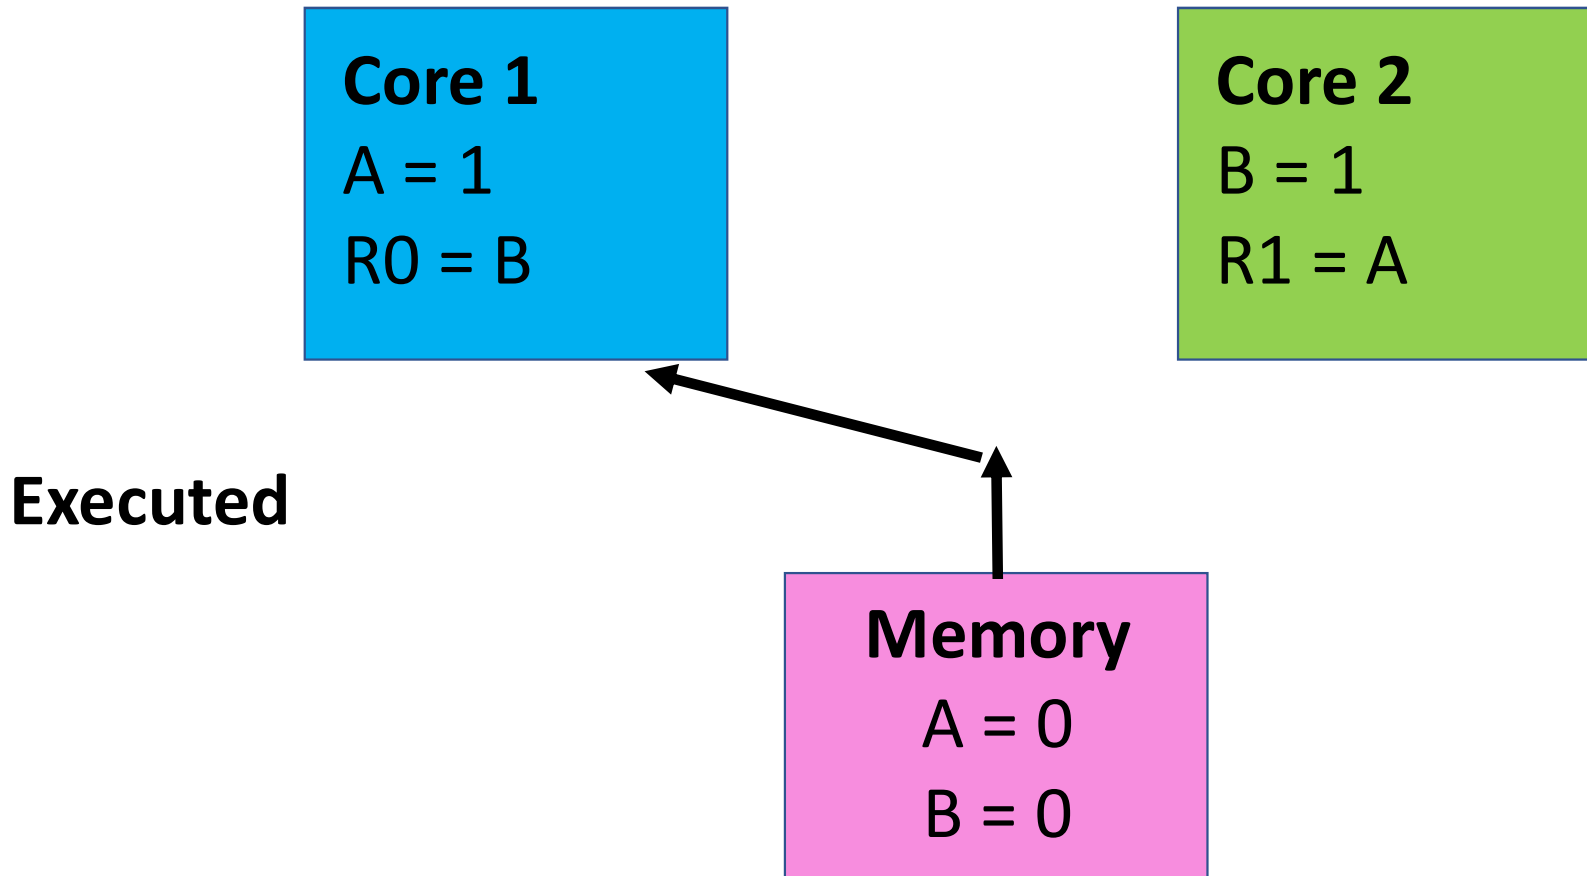 Core 1
A = 1
R0 = B
Core 2
B = 1
R1 = A
Executed
Memory
A = 0
B = 0